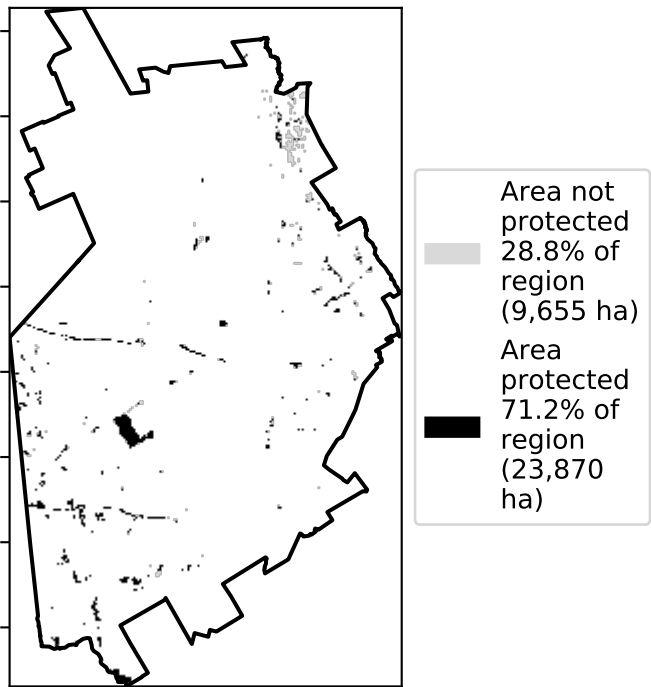 Area not
protected
28.8% of
region
(9,655 ha)
Area
protected
71.2% of
region
(23,870
ha)